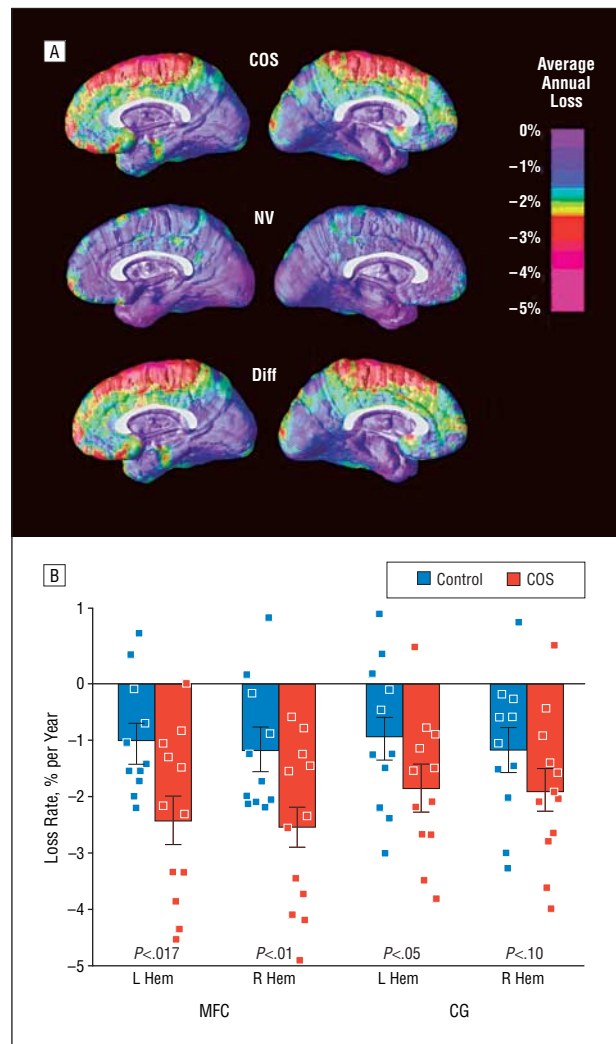 A
COS
Average
Annual
Loss
0%
−1%
−2%
−3%
−4%
−5%
NV
Diff
B
Control COS
Loss Rate, % per Year
1
0
−1
−2
−3
−4
−5
P<.017 P<.01 P<.05 P<.10
L Hem R Hem L Hem R Hem
MFC CG